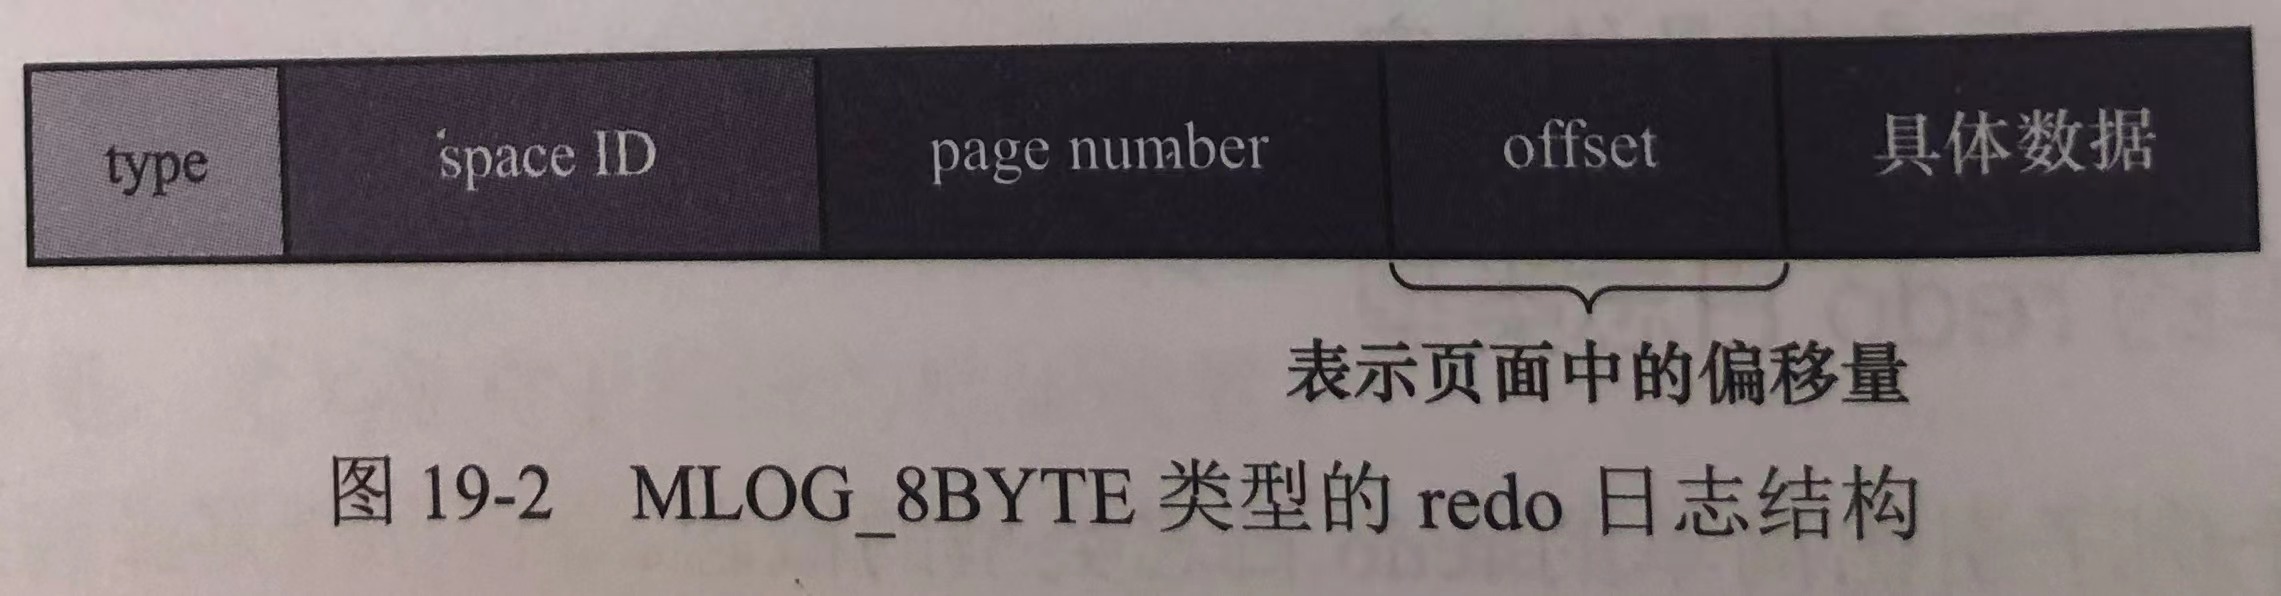 type space ID page number offset 具体数据
表示页面中的偏移量
图 19-2 MLOG_8BYTE 类型的 redo 日志结构